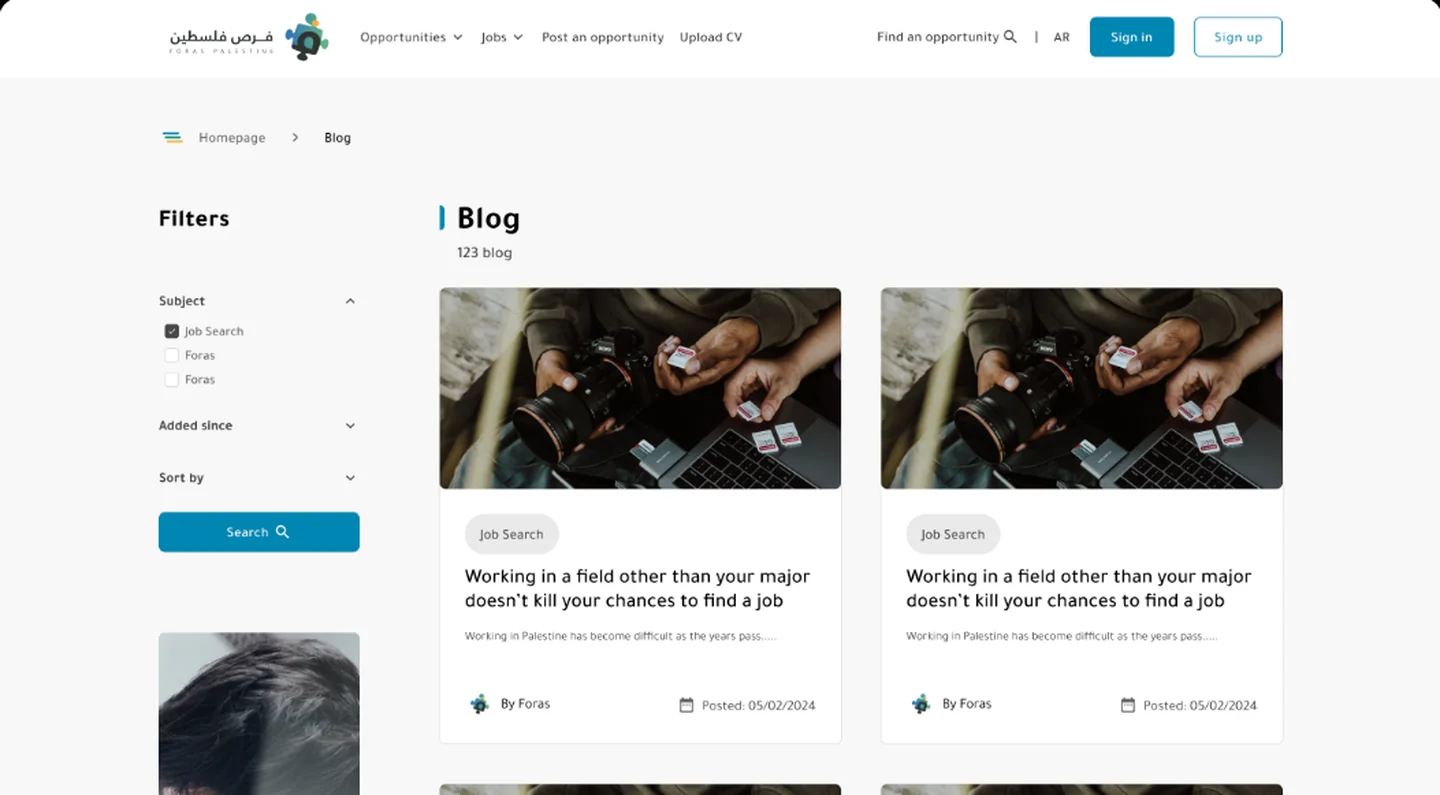 فـرص فلسطين
FORAS PALESTINE
Opportunities
Jobs
Post an opportunity
Upload CV
Find an opportunity
|
AR
Sign in
Sign up
Homepage
Blog
Filters
Subject
Job Search
Foras
Foras
Added since
Sort by
Search
Blog
123 blog
SONY
Job Search
Working in a field other than your major
doesn’t kill your chances to find a job
Working in Palestine has become difficult as the years pass.....
By Foras
Posted: 05/02/2024
SONY
Job Search
Working in a field other than your major
doesn’t kill your chances to find a job
Working in Palestine has become difficult as the years pass.....
By Foras
Posted: 05/02/2024